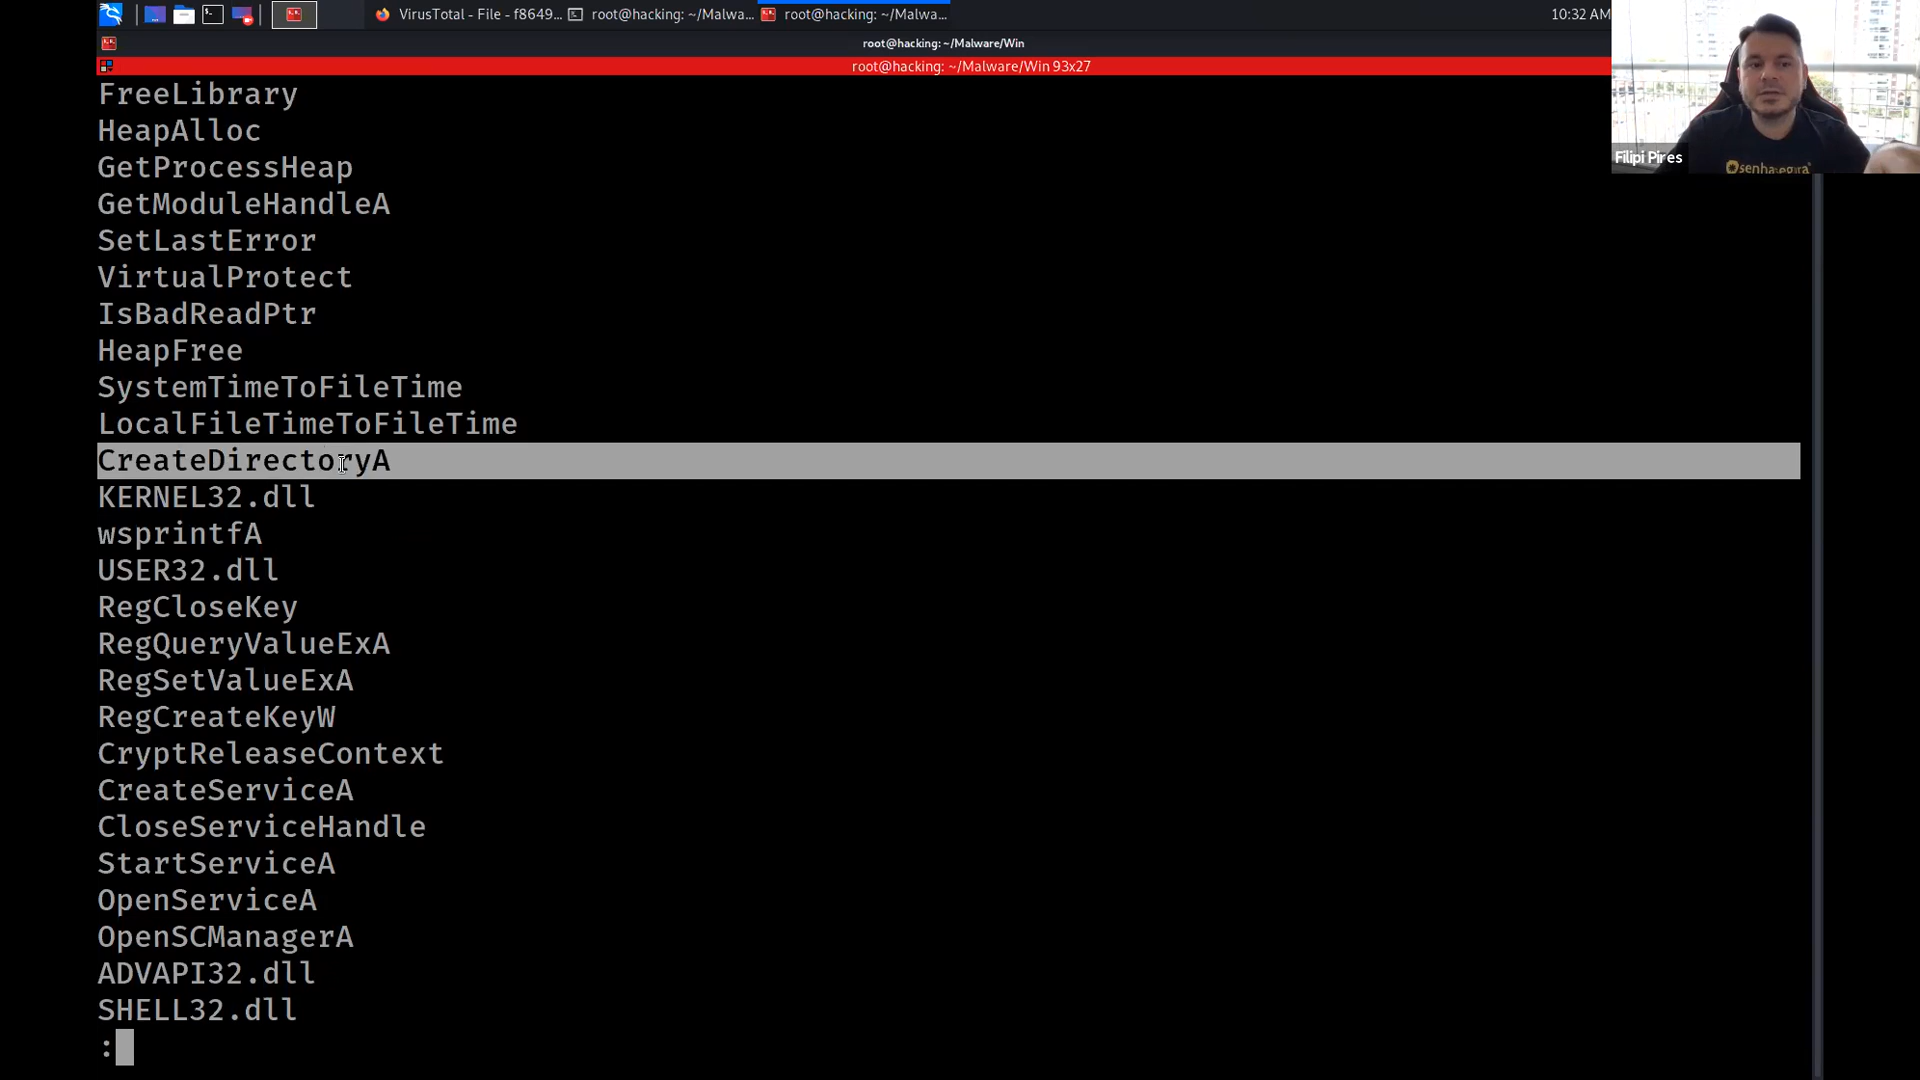 VirusTotal - File - f8649...
root@hacking: ~/Malwa...
root@hacking: ~/Malwa...
10:32 AM
root@hacking: ~/Malware/Win
root@hacking: ~/Malware/Win 93x27
FreeLibrary
HeapAlloc
GetProcessHeap
GetModuleHandleA
SetLastError
VirtualProtect
IsBadReadPtr
HeapFree
SystemTimeToFileTime
LocalFileTimeToFileTime
CreateDirectoryA
KERNEL32.dll
wsprintfA
USER32.dll
RegCloseKey
RegQueryValueExA
RegSetValueExA
RegCreateKeyW
CryptReleaseContext
CreateServiceA
CloseServiceHandle
StartServiceA
OpenServiceA
OpenSCManagerA
ADVAPI32.dll
SHELL32.dll
:
Filipi Pires
senhasegura